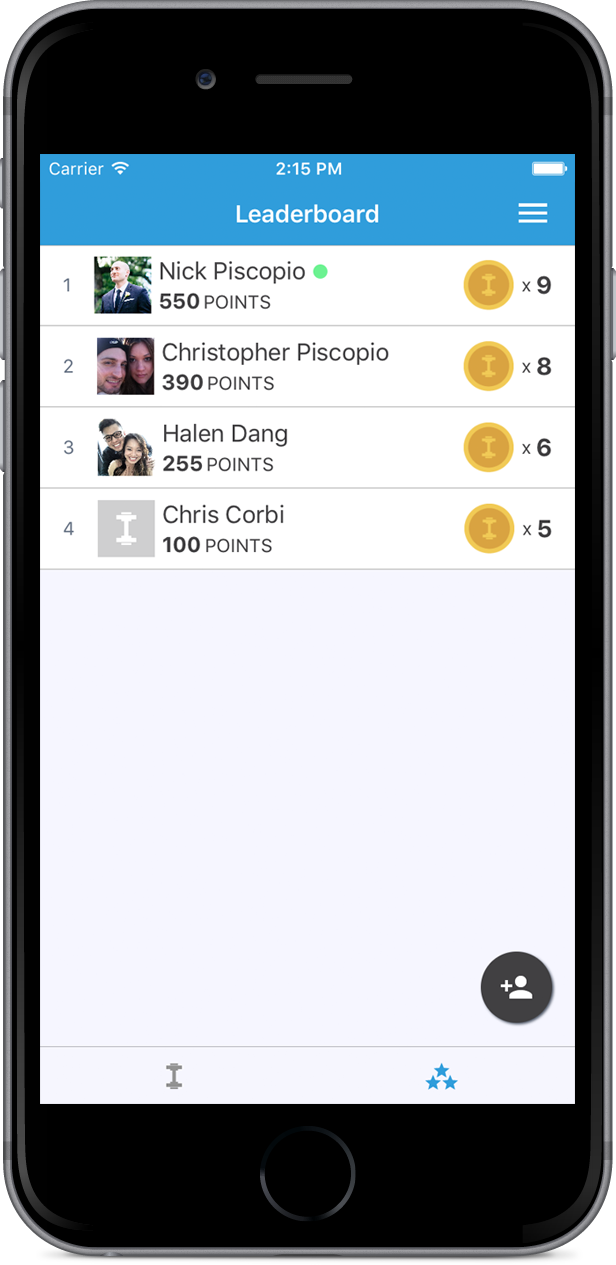 Carrier 2:15 PM
Leaderboard
1 Nick Piscopio x 9
550 POINTS
2 Christopher Piscopio x 8
390 POINTS
3 Halen Dang x 6
255 POINTS
4 Chris Corbi x 5
100 POINTS